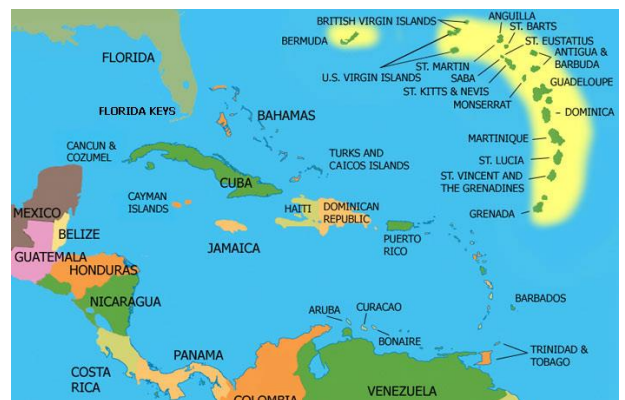 BRITISH VIRGIN ISLANDS
ANGUILLA
ST. BARTS
BERMUDA
ST. EUSTATIUS
FLORIDA
ST. MARTIN
ANTIGUA &
BARBUDA
U.S. VIRGIN ISLANDS
SABA
ST. KITTS & NEVIS
GUADELOUPE
MONSERRAT
FLORIDA KEYS
BAHAMAS
DOMINICA
CANCUN &
COZUMEL
MARTINIQUE
TURKS AND
CAICOS ISLANDS
ST. LUCIA
CUBA
ST. VINCENT AND
THE GRENADINES
CAYMAN
ISLANDS
HAITI
DOMINICAN
REPUBLIC
MEXICO
GRENADA
BELIZE
JAMAICA
PUERTO
RICO
GUATEMALA
HONDURAS
NICARAGUA
ARUBA
CURACAO
BARBADOS
BONAIRE
PANAMA
TRINIDAD &
TOBAGO
COSTA
RICA
VENEZUELA
COLOMBIA